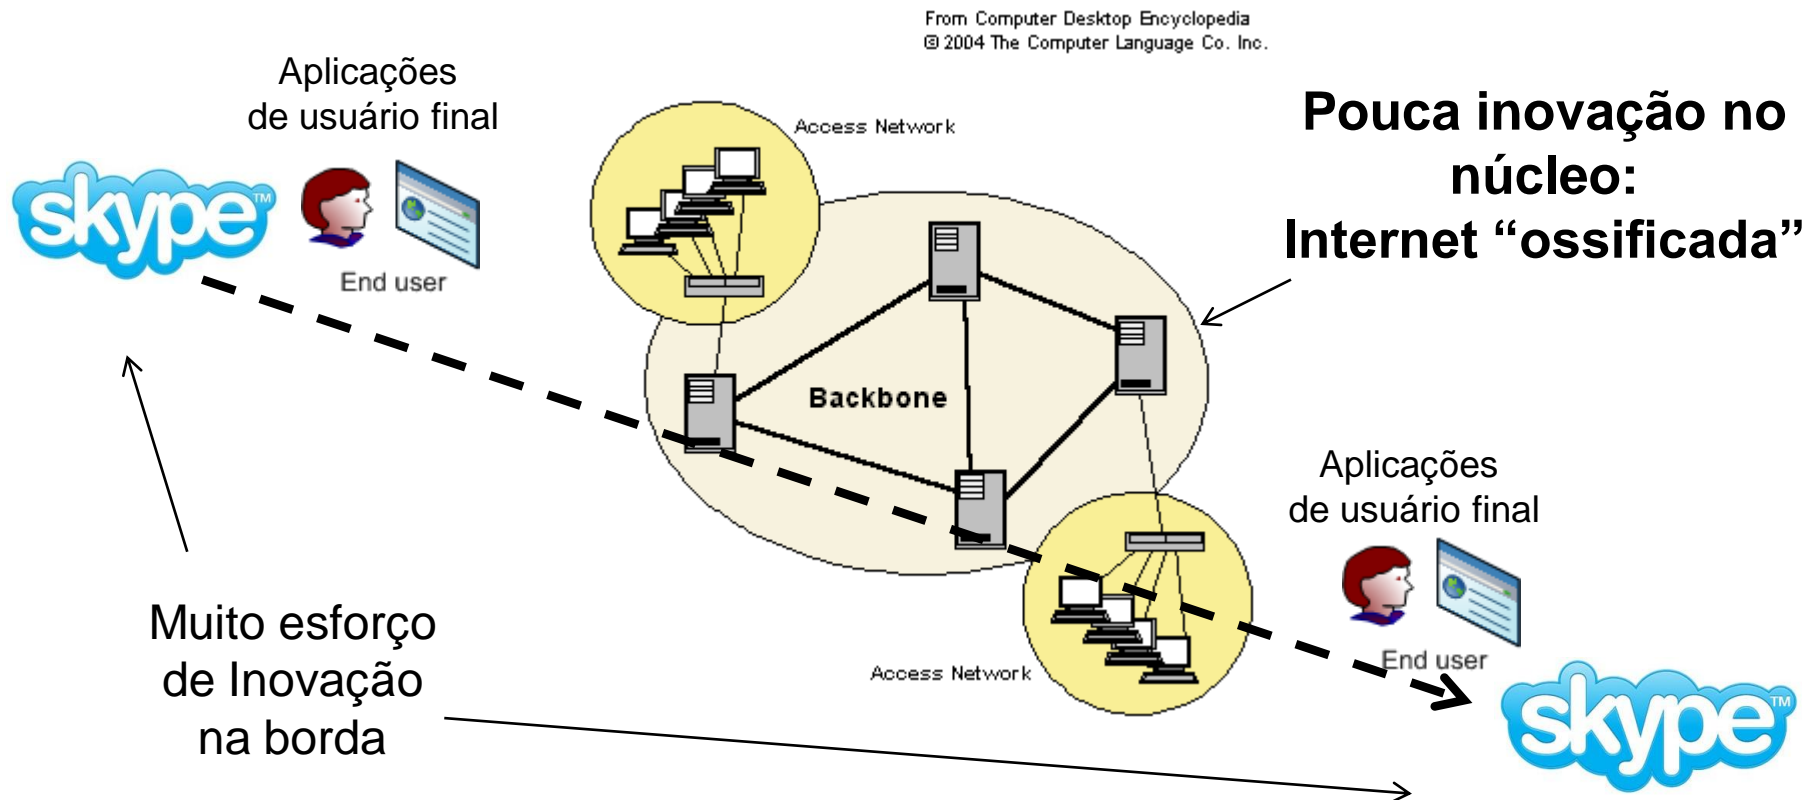 From Computer Desktop Encyclopedia
© 2004 The Computer Language Co. Inc.
Aplicações
de usuário final
skype™
End user
Access Network
Pouca inovação no
núcleo:
Internet “ossificada”
Backbone
Aplicações
de usuário final
End user
Access Network
skype™
Muito esforço
de Inovação
na borda